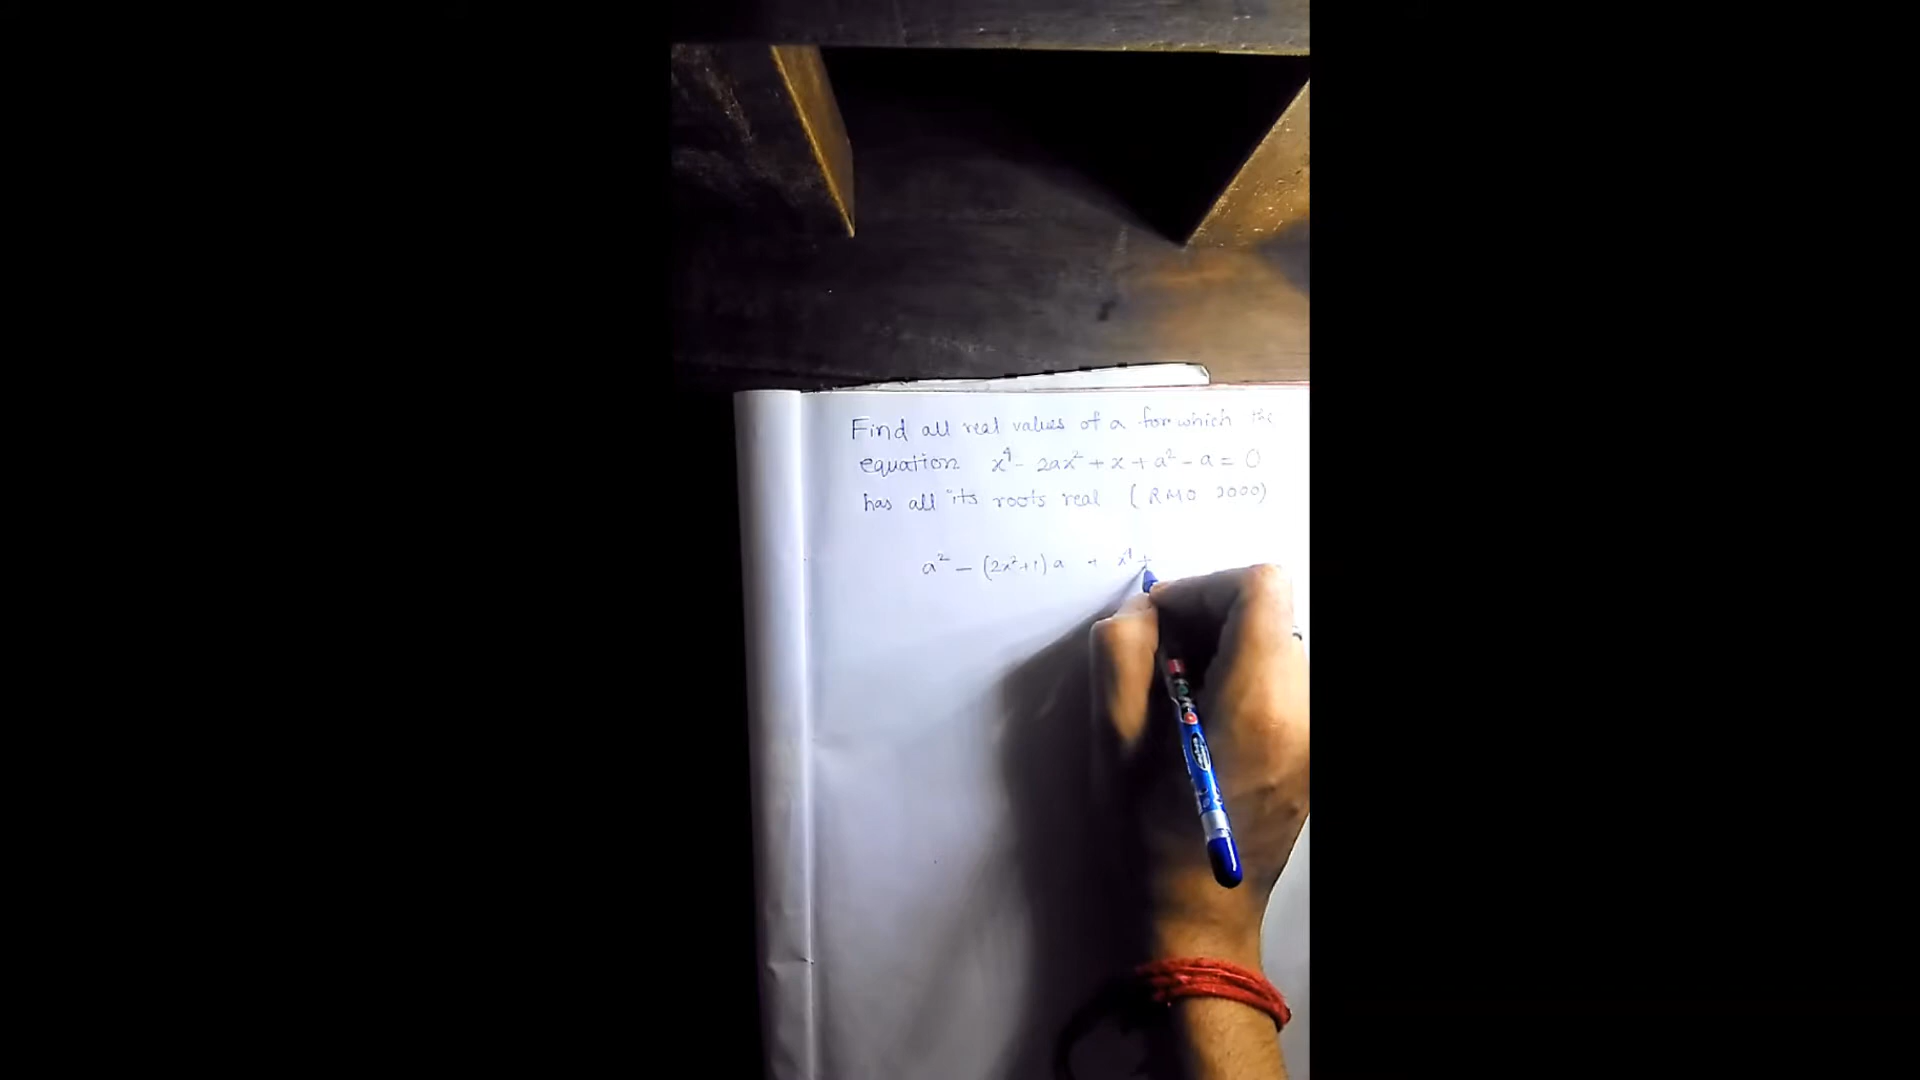 Find all real values of a for which the
equation x⁴ - 2ax² + x + a² - a = 0
has all its roots real (RMO 2000)
a² - (2x²+1)a + x⁴ +